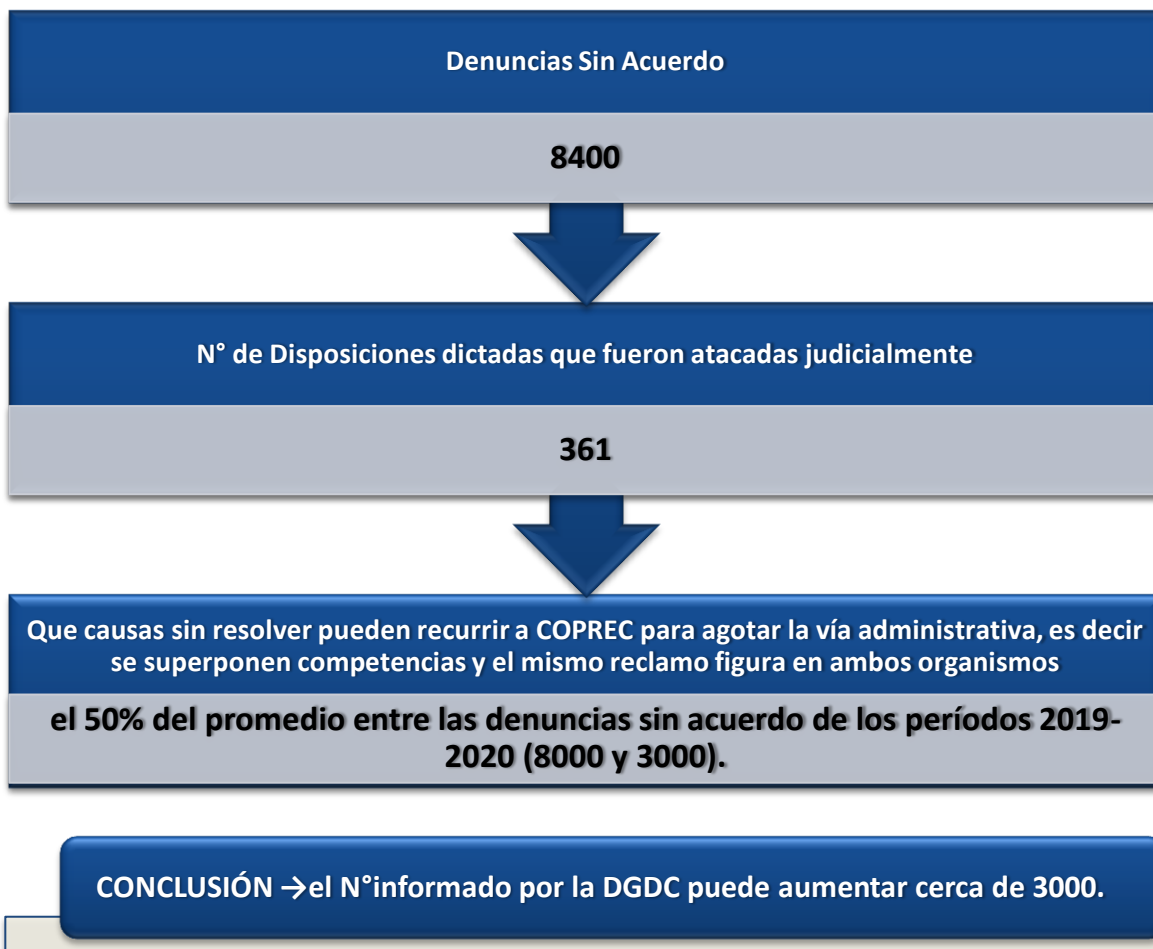 Denuncias Sin Acuerdo
8400
N° de Disposiciones dictadas que fueron atacadas judicialmente
361
Que causas sin resolver pueden recurrir a COPREC para agotar la vía administrativa, es decir
se superponen competencias y el mismo reclamo figura en ambos organismos
el 50% del promedio entre las denuncias sin acuerdo de los períodos 2019-
2020 (8000 y 3000).
CONCLUSIÓN →el N°informado por la DGDC puede aumentar cerca de 3000.